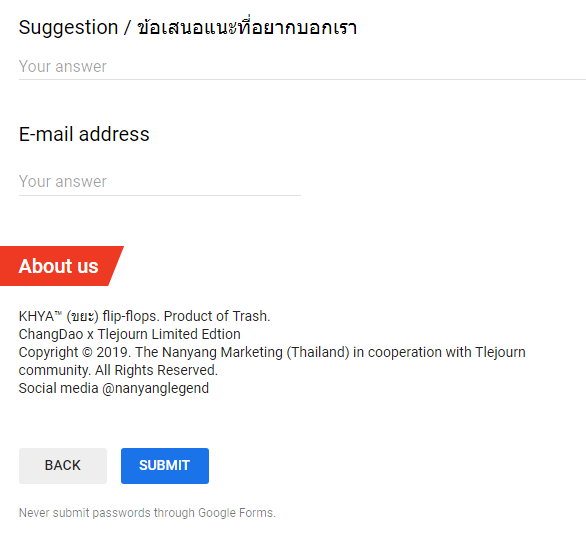 Suggestion / ข้อเสนอแนะที่อยากบอกเรา
Your answer
E-mail address
Your answer
About us
KHYA™ (ขยะ) flip-flops. Product of Trash.
ChangDao x Tlejourn Limited Edtion
Copyright © 2019. The Nanyang Marketing (Thailand) in cooperation with Tlejourn
community. All Rights Reserved.
Social media @nanyanglegend
BACK
SUBMIT
Never submit passwords through Google Forms.